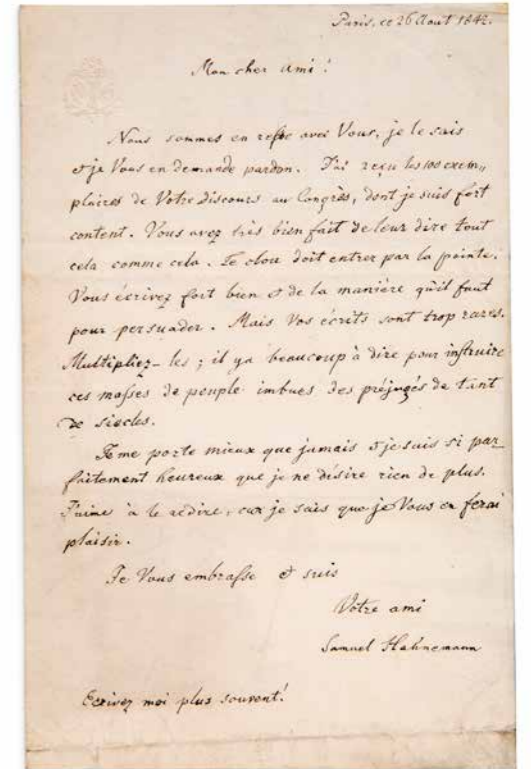 Paris, ce 26 Aout 1842.
Mon cher ami!
Nous sommes en reste avec Vous, je le sais
et je Vous en demande pardon. J'ai reçu les 100 exem„
plaires de Votre discours au Congrès, dont je suis fort
content. Vous avez très bien fait de leur dire tout
cela comme cela. Le clou doit entrer par la pointe.
Vous écrivez fort bien et de la manière qu'il faut
pour persuader. Mais Vos écrits sont trop rares.
Multipliez-les; il y a beaucoup à dire pour instruire
ces masses de peuple imbues des préjugés de tant
de siecles.
Je me porte mieux que jamais et je suis si par
faitement heureux que je ne désire rien de plus.
J'aime à le redire, car je sais que je Vous en ferai
plaisir.
Je Vous embrasse et suis
Votre ami
Samuel Hahnemann
Ecrivez moi plus souvent!